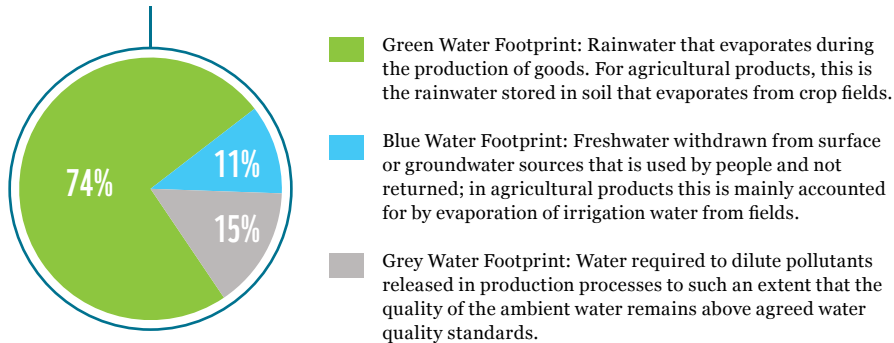 74%
11%
15%
Green Water Footprint: Rainwater that evaporates during
the production of goods. For agricultural products, this is
the rainwater stored in soil that evaporates from crop fields.
Blue Water Footprint: Freshwater withdrawn from surface
or groundwater sources that is used by people and not
returned; in agricultural products this is mainly accounted
for by evaporation of irrigation water from fields.
Grey Water Footprint: Water required to dilute pollutants
released in production processes to such an extent that the
quality of the ambient water remains above agreed water
quality standards.